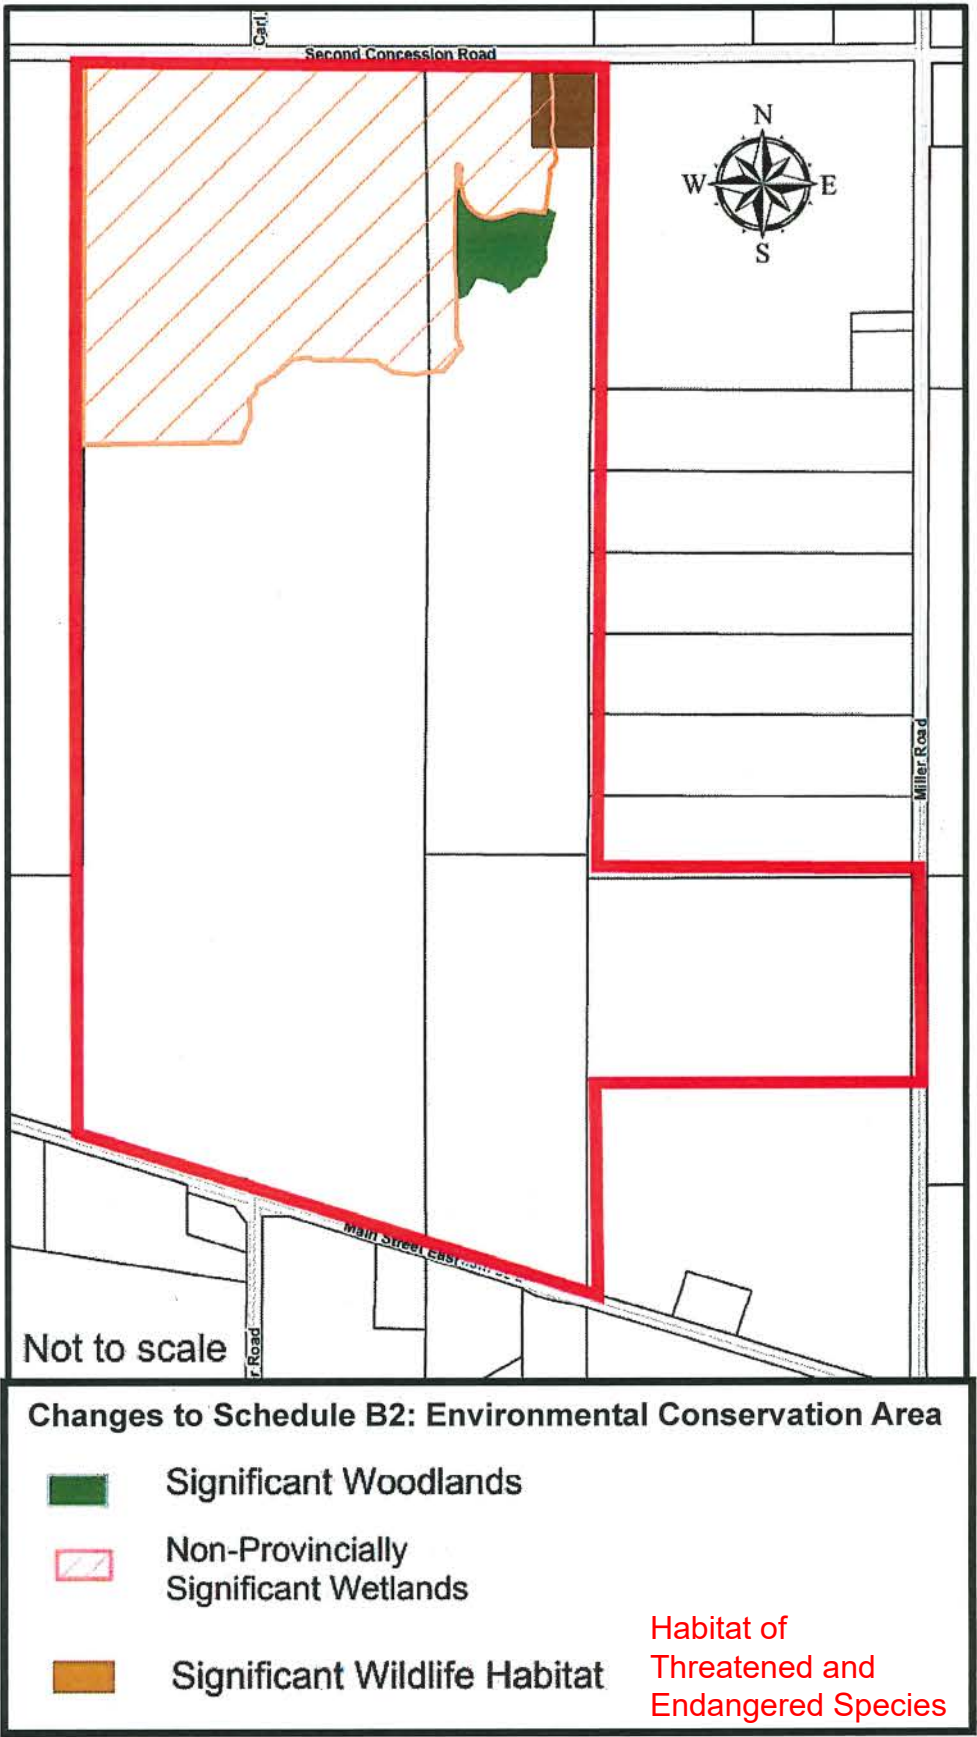 Carl
Second Concession Road
N
W
E
S
Miller Road
Main Street East
Road
Not to scale
Changes to Schedule B2: Environmental Conservation Area
Significant Woodlands
Non-Provincially
Significant Wetlands
Significant Wildlife Habitat
Habitat of
Threatened and
Endangered Species